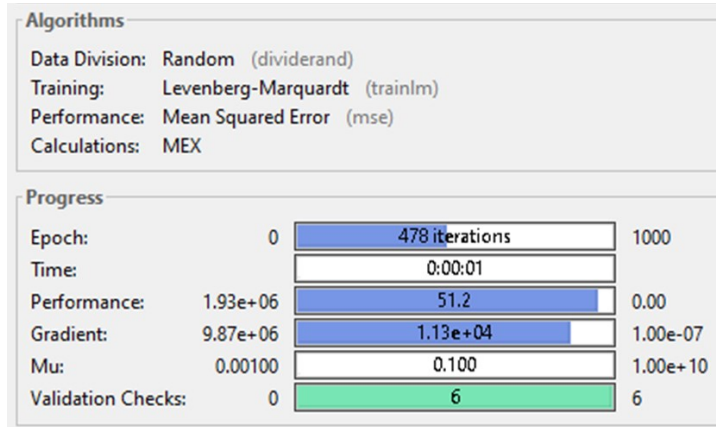 Algorithms
Data Division: Random (dividerand)
Training: Levenberg-Marquardt (trainlm)
Performance: Mean Squared Error (mse)
Calculations: MEX
Progress
Epoch: 0 478 iterations 1000
Time: 0:00:01
Performance: 1.93e+06 51.2 0.00
Gradient: 9.87e+06 1.13e+04 1.00e-07
Mu: 0.00100 0.100 1.00e+10
Validation Checks: 0 6 6